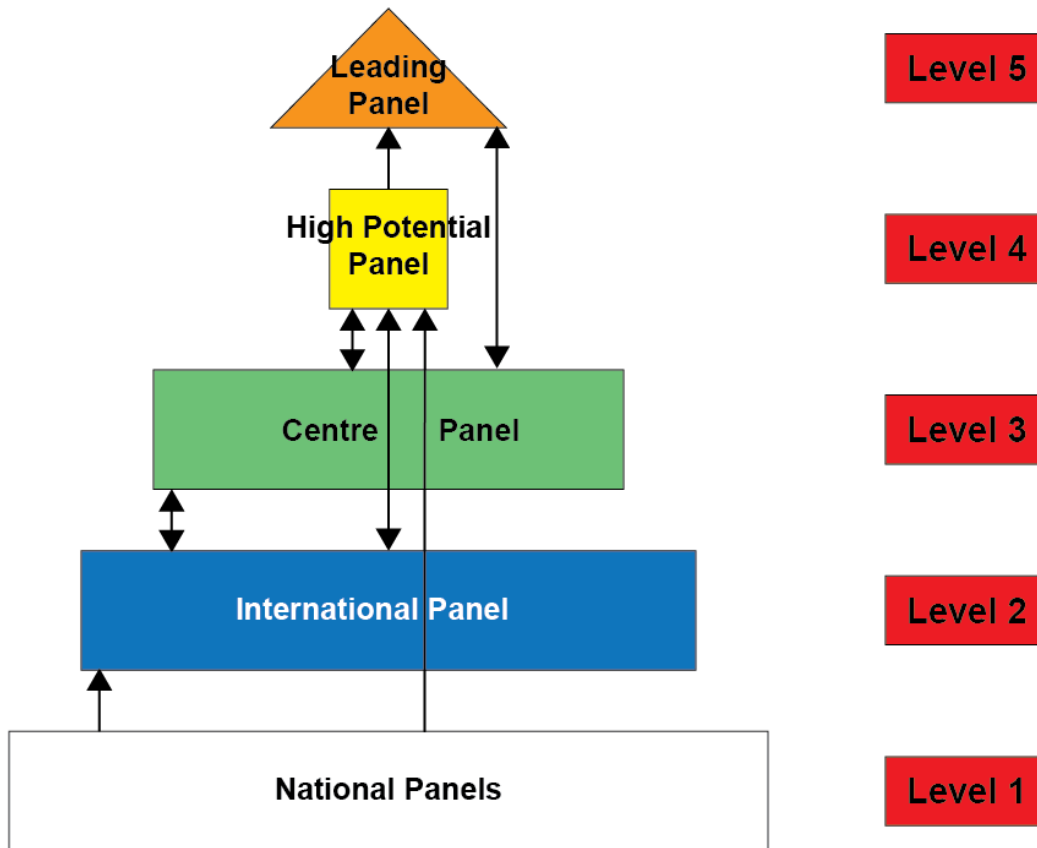 Leading
Panel
Level 5
High Potential
Panel
Level 4
Centre Panel
Level 3
International Panel
Level 2
National Panels
Level 1